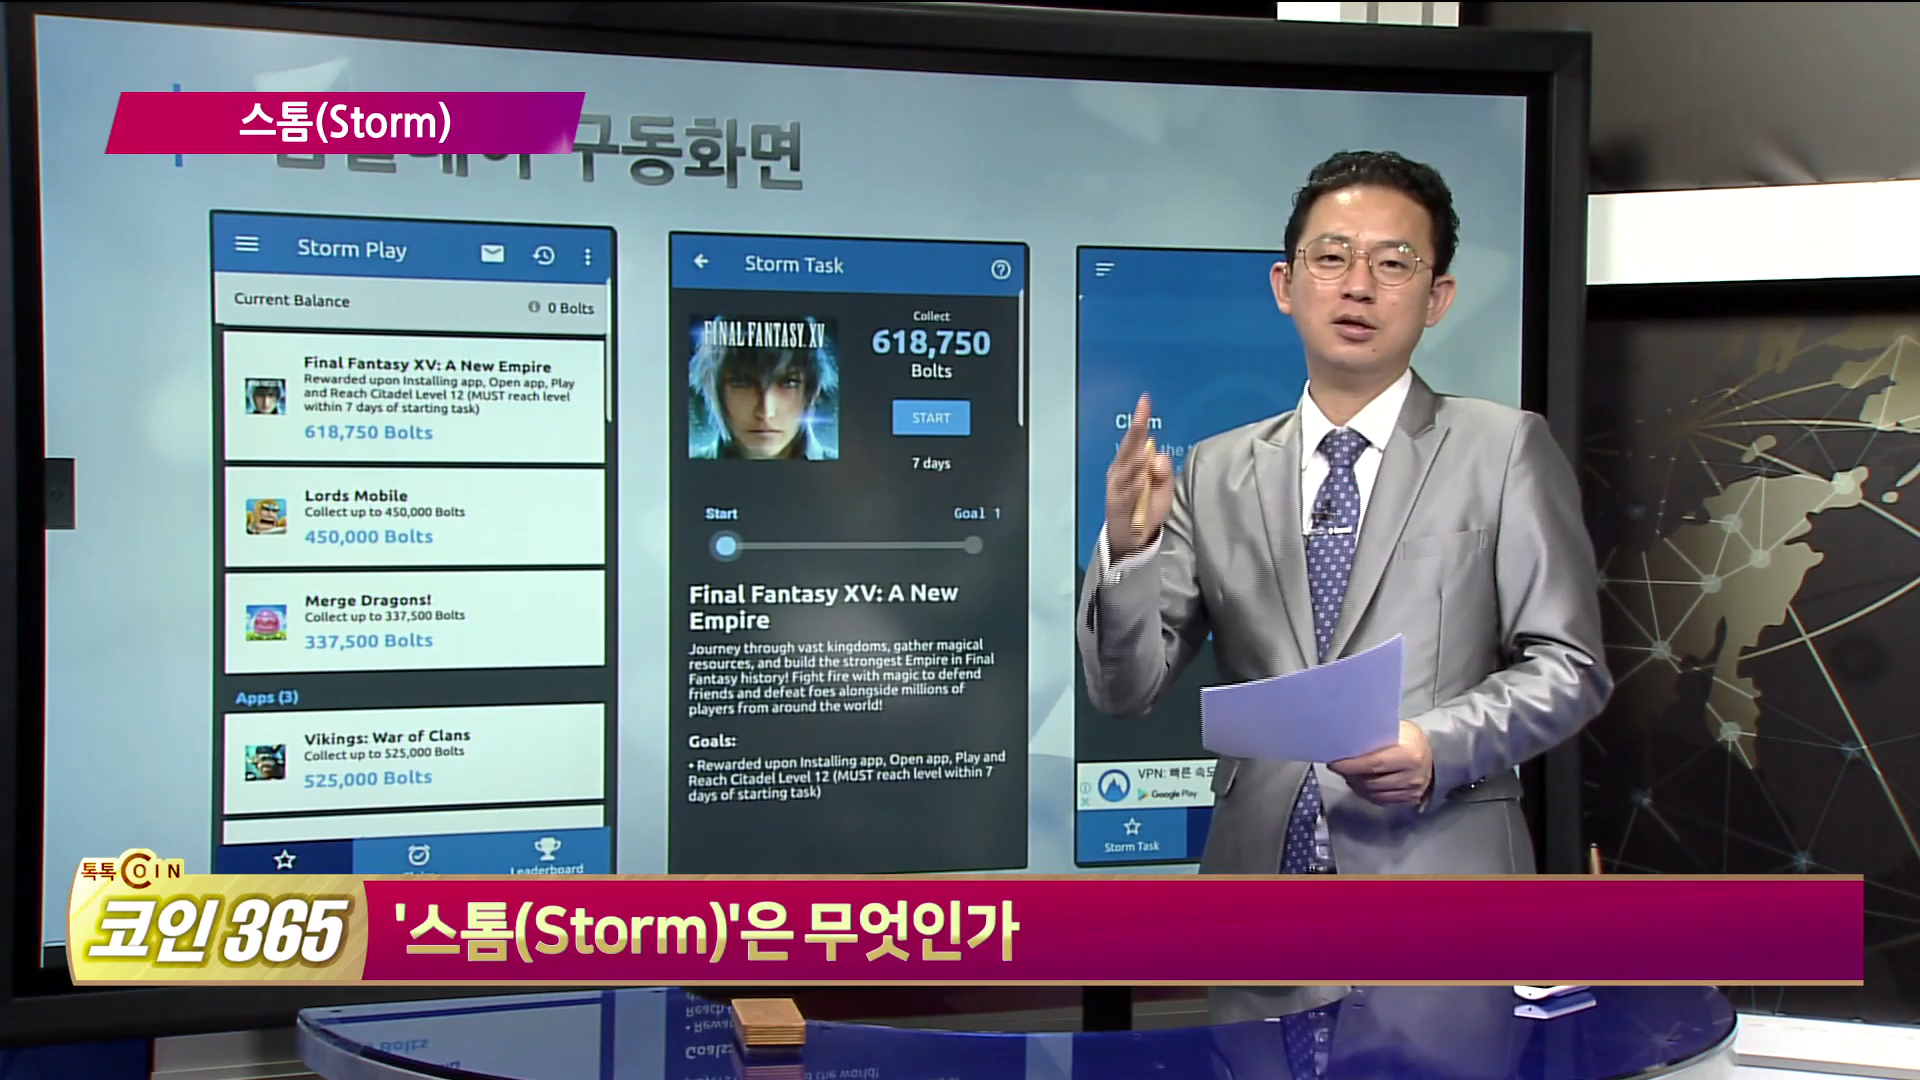 스톰(Storm)
구동화면
Storm Play
Current Balance
0 Bolts
Final Fantasy XV: A New Empire
Rewarded upon Installing app, Open app, Play
and Reach Citadel Level 12 (MUST reach level
within 7 days of starting task)
618,750 Bolts
Lords Mobile
Collect up to 450,000 Bolts
450,000 Bolts
Merge Dragons!
Collect up to 337,500 Bolts
337,500 Bolts
Apps (3)
Vikings: War of Clans
Collect up to 525,000 Bolts
525,000 Bolts
Leaderboard
Storm Task
FINAL FANTASY XV
Collect
618,750
Bolts
START
7 days
Start
Goal 1
Final Fantasy XV: A New
Empire
Journey through vast kingdoms, gather magical
resources, and build the strongest Empire in Final
Fantasy history! Fight fire with magic to defend
friends and defeat foes alongside millions of
players from around the world!
Goals:
• Rewarded upon Installing app, Open app, Play and
Reach Citadel Level 12 (MUST reach level within 7
days of starting task)
the
VPN: 빠른 속도
Google Play
Storm Task
톡톡 COIN
코인 365
'스톰(Storm)'은 무엇인가